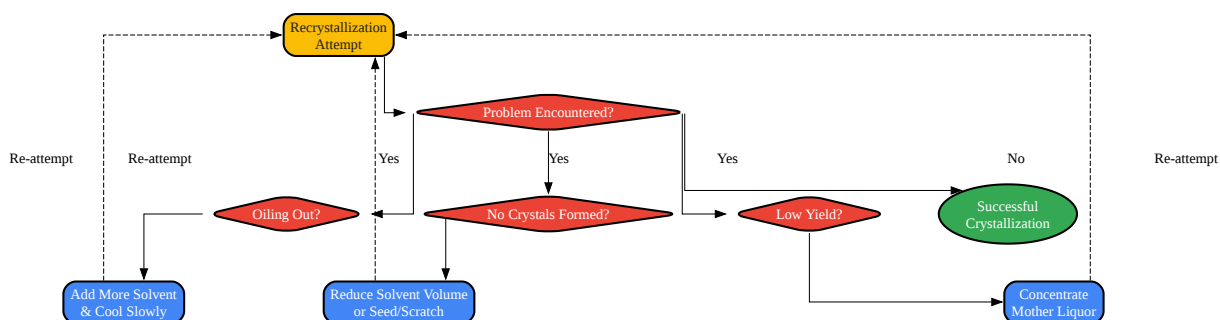 Recrystallization
Attempt
Problem Encountered?
Re-attempt
Re-attempt
Yes
Yes
Yes
No
Re-attempt
Oiling Out?
No Crystals Formed?
Low Yield?
Successful
Crystallization
Add More Solvent
& Cool Slowly
Reduce Solvent Volume
or Seed/Scratch
Concentrate
Mother Liquor